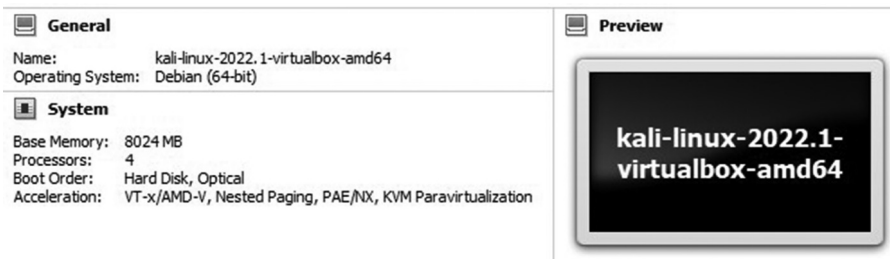 General
Name: kali-linux-2022.1-virtualbox-amd64
Operating System: Debian (64-bit)
System
Base Memory: 8024 MB
Processors: 4
Boot Order: Hard Disk, Optical
Acceleration: VT-x/AMD-V, Nested Paging, PAE/NX, KVM Paravirtualization
Preview
kali-linux-2022.1-
virtualbox-amd64